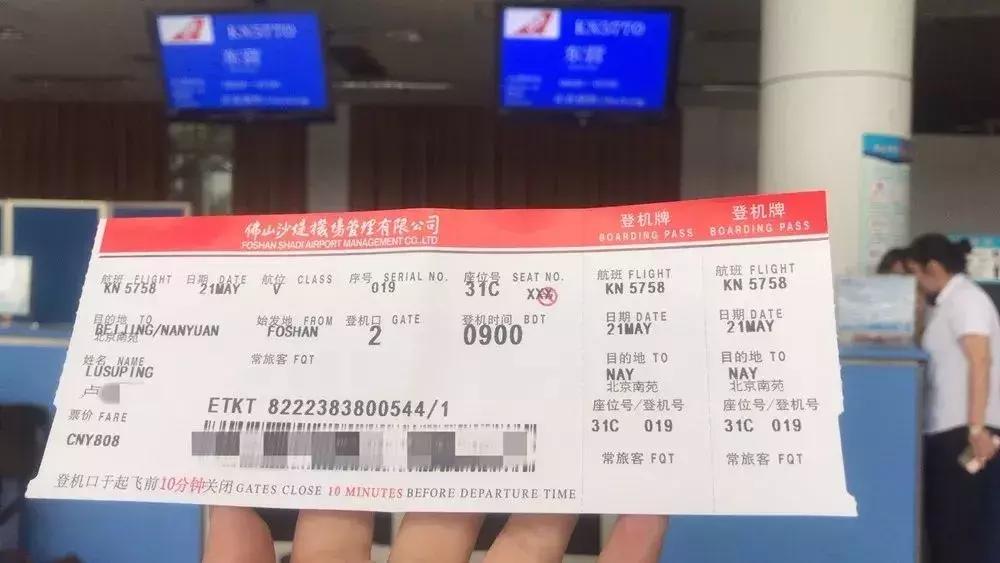 KN5770
东营
KN5770
东营
佛山沙堤機場管理有限公司
FOSHAN SHADI AIRPORT MANAGEMENT CO.,LTD
登机牌
BOARDING PASS
登机牌
BOARDING PASS
航班 FLIGHT 日期 DATE 航位 CLASS 序号 SERIAL NO. 座位号 SEAT NO.
KN 5758 21MAY V 019 31C XXX
目的地 TO 始发地 FROM 登机口 GATE 登机时间 BDT
BEIJING/NANYUAN FOSHAN 2 0900
北京南苑
姓名 NAME 常旅客 FQT
LUSUPING
卢
票价 FARE
CNY808
ETKT 8222383800544/1
登机口于起飞前10分钟关闭 GATES CLOSE 10 MINUTES BEFORE DEPARTURE TIME
航班 FLIGHT
KN 5758
日期 DATE
21MAY
目的地 TO
NAY
北京南苑
座位号/登机号
31C 019
常旅客 FQT
航班 FLIGHT
KN 5758
日期 DATE
21MAY
目的地 TO
NAY
北京南苑
座位号/登机号
31C 019
常旅客 FQT